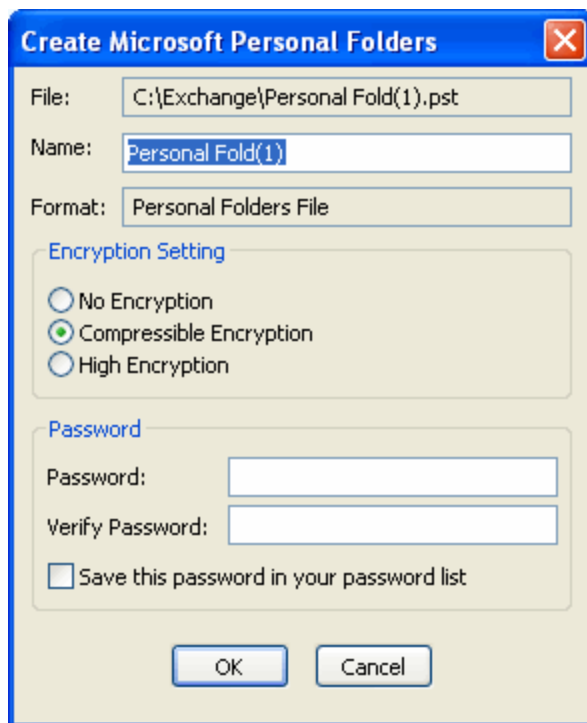 Create Microsoft Personal Folders
File: C:\Exchange\Personal Fold(1).pst
Name: Personal Fold(1)
Format: Personal Folders File
Encryption Setting
No Encryption
Compressible Encryption
High Encryption
Password
Password:
Verify Password:
Save this password in your password list
OK Cancel